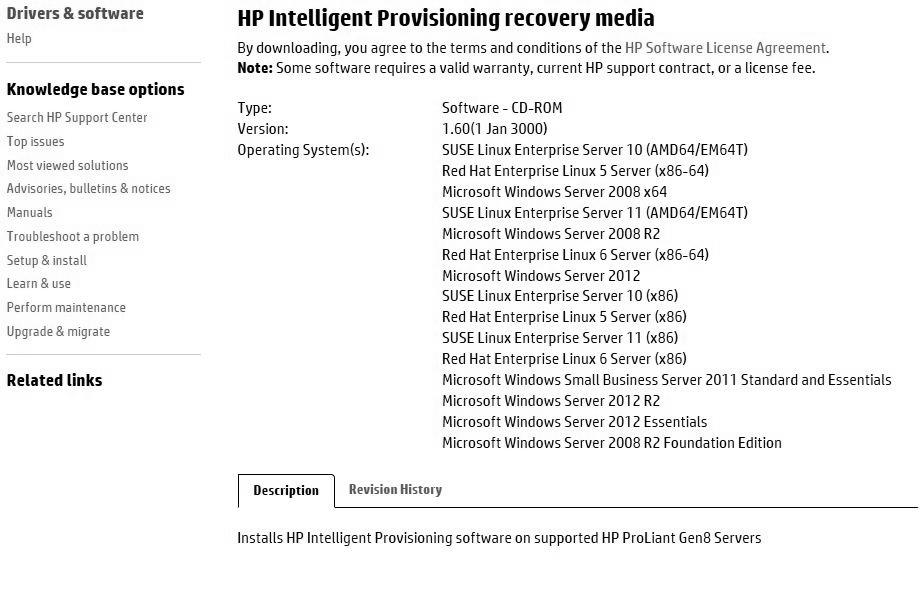 Drivers & software
Help
Knowledge base options
Search HP Support Center
Top issues
Most viewed solutions
Advisories, bulletins & notices
Manuals
Troubleshoot a problem
Setup & install
Learn & use
Perform maintenance
Upgrade & migrate
Related links
HP Intelligent Provisioning recovery media
By downloading, you agree to the terms and conditions of the HP Software License Agreement.
Note: Some software requires a valid warranty, current HP support contract, or a license fee.
Type: Software - CD-ROM
Version: 1.60(1 Jan 3000)
Operating System(s): SUSE Linux Enterprise Server 10 (AMD64/EM64T)
Red Hat Enterprise Linux 5 Server (x86-64)
Microsoft Windows Server 2008 x64
SUSE Linux Enterprise Server 11 (AMD64/EM64T)
Microsoft Windows Server 2008 R2
Red Hat Enterprise Linux 6 Server (x86-64)
Microsoft Windows Server 2012
SUSE Linux Enterprise Server 10 (x86)
Red Hat Enterprise Linux 5 Server (x86)
SUSE Linux Enterprise Server 11 (x86)
Red Hat Enterprise Linux 6 Server (x86)
Microsoft Windows Small Business Server 2011 Standard and Essentials
Microsoft Windows Server 2012 R2
Microsoft Windows Server 2012 Essentials
Microsoft Windows Server 2008 R2 Foundation Edition
Description Revision History
Installs HP Intelligent Provisioning software on supported HP ProLiant Gen8 Servers